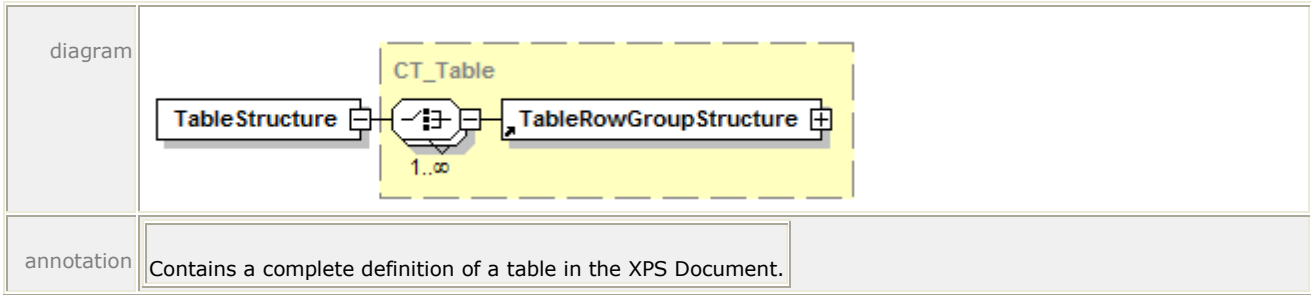 diagram
CT_Table
TableStructure
TableRowGroupStructure
1..∞
annotation
Contains a complete definition of a table in the XPS Document.